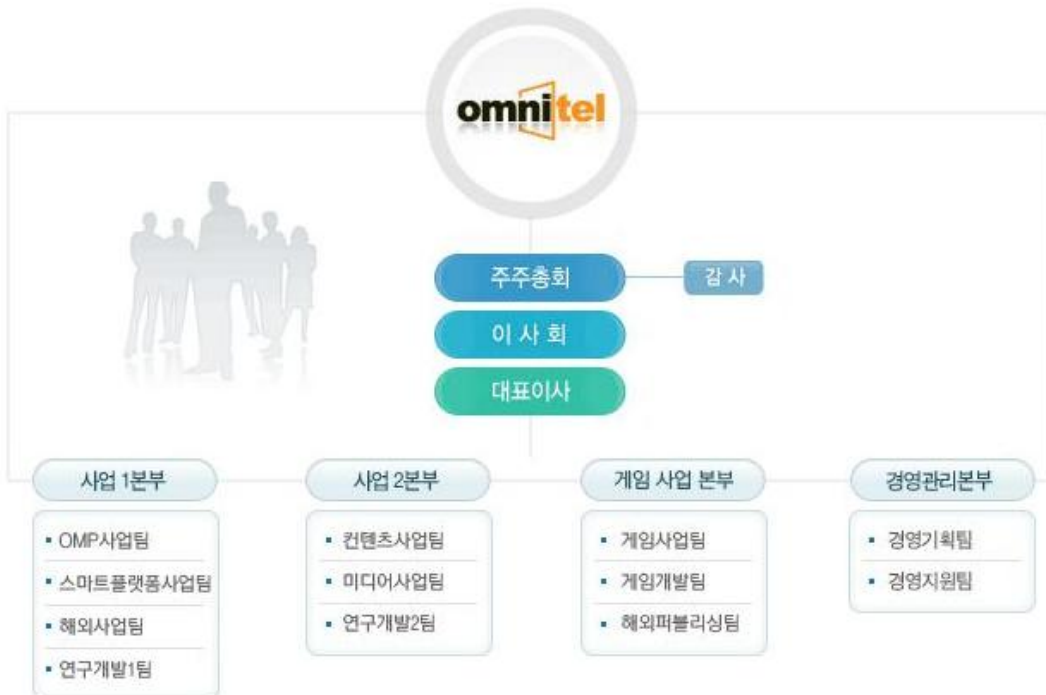 omnitel
주주총회
감 사
이 사 회
대표이사
사업 1본부
OMP사업팀
스마트플랫폼사업팀
해외사업팀
연구개발1팀
사업 2본부
컨텐츠사업팀
미디어사업팀
연구개발2팀
게임 사업 본부
게임사업팀
게임개발팀
해외퍼블리싱팀
경영관리본부
경영기획팀
경영지원팀